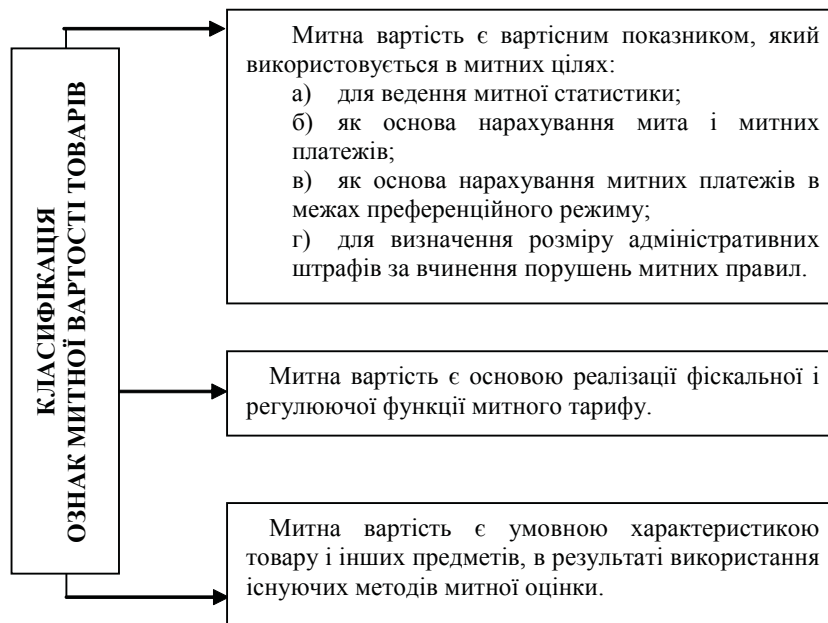 КЛАСИФІКАЦІЯ
ОЗНАК МИТНОЇ ВАРТОСТІ ТОВАРІВ
Митна вартість є вартісним показником, який
використовується в митних цілях:
а) для ведення митної статистики;
б) як основа нарахування мита і митних
платежів;
в) як основа нарахування митних платежів в
межах преференційного режиму;
г) для визначення розміру адміністративних
штрафів за вчинення порушень митних правил.
Митна вартість є основою реалізації фіскальної і
регулюючої функції митного тарифу.
Митна вартість є умовною характеристикою
товару і інших предметів, в результаті використання
існуючих методів митної оцінки.